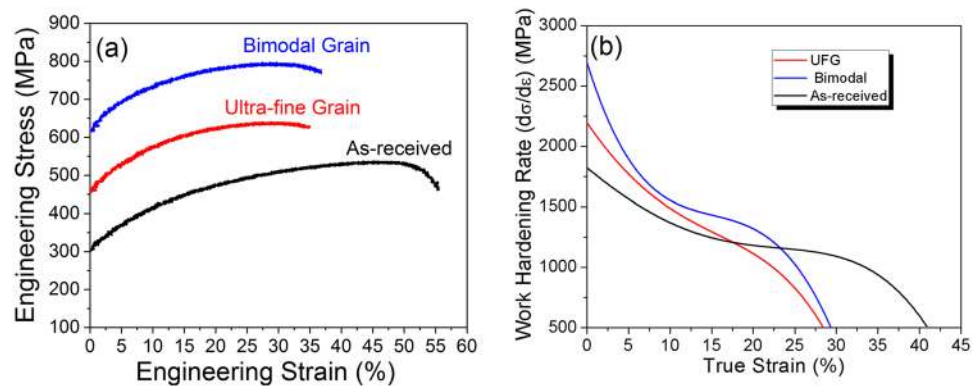 (a)
Bimodal Grain
Ultra-fine Grain
As-received
Engineering Stress (MPa)
900
800
700
600
500
400
300
200
100
0 5 10 15 20 25 30 35 40 45 50 55 60
Engineering Strain (%)
(b)
UFG
Bimodal
As-received
Work Hardening Rate (dσ/dε) (MPa)
3000
2500
2000
1500
1000
500
0 5 10 15 20 25 30 35 40 45
True Strain (%)